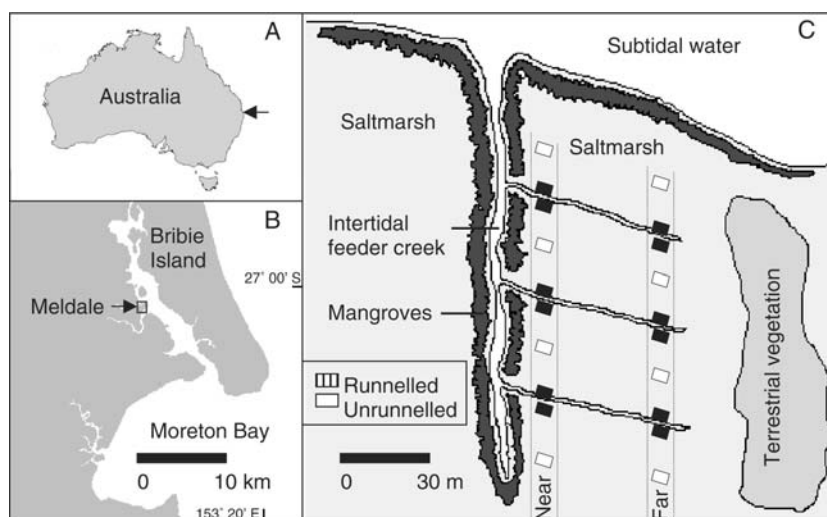 A
Australia
B
Bribie
Island
27° 00' S
Meldale
Moreton Bay
0 10 km
153° 20' E
C
Subtidal water
Saltmarsh
Saltmarsh
Intertidal
feeder creek
Mangroves
Runnelled
Unrunnelled
0 30 m
Near
Far
Terrestrial vegetation